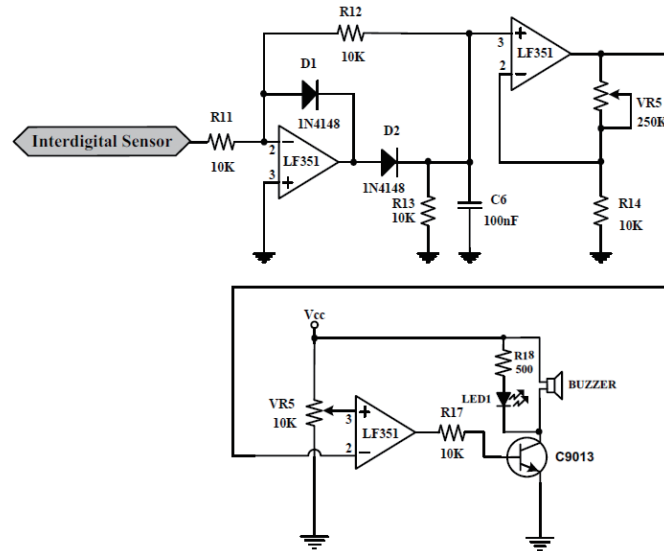 R12
10K
3
LF351
2
D1
1N4148
R11
Interdigital Sensor
10K
2
LF351
3
D2
1N4148
VR5
250K
R13
10K
C6
100nF
R14
10K
Vcc
R18
500
BUZZER
LED1
VR5
10K
3
LF351
2
R17
10K
C9013